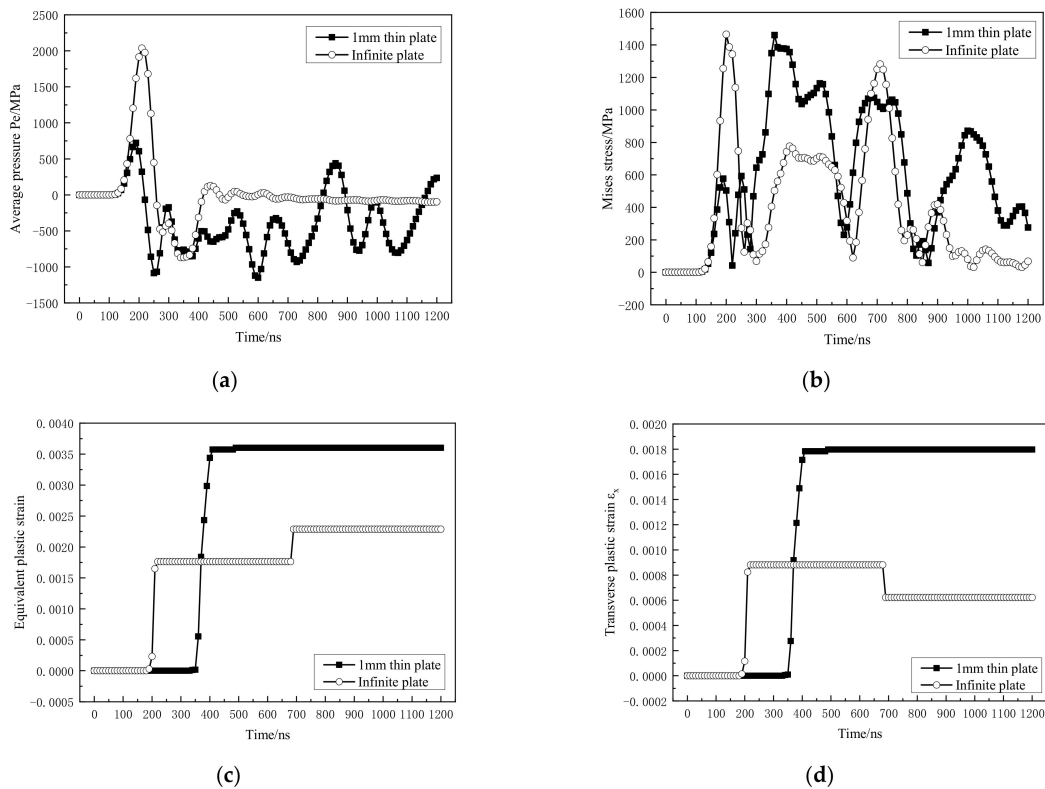 2000
1500
1000
500
0
-500
-1000
-1500
Average pressure Pe/MPa
1mm thin plate
Infinite plate
0 100 200 300 400 500 600 700 800 900 1000 1100 1200
Time/ns
(a)
1600
1400
1200
1000
800
600
400
200
0
-200
Mises stress/MPa
1mm thin plate
Infinite plate
0 100 200 300 400 500 600 700 800 900 1000 1100 1200
Time/ns
(b)
0.0040
0.0035
0.0030
0.0025
0.0020
0.0015
0.0010
0.0005
0.0000
-0.0005
Equivalent plastic strain
1mm thin plate
Infinite plate
0 100 200 300 400 500 600 700 800 900 1000 1100 1200
Time/ns
(c)
0.0020
0.0018
0.0016
0.0014
0.0012
0.0010
0.0008
0.0006
0.0004
0.0002
0.0000
-0.0002
Transverse plastic strain εx
1mm thin plate
Infinite plate
0 100 200 300 400 500 600 700 800 900 1000 1100 1200
Time/ns
(d)